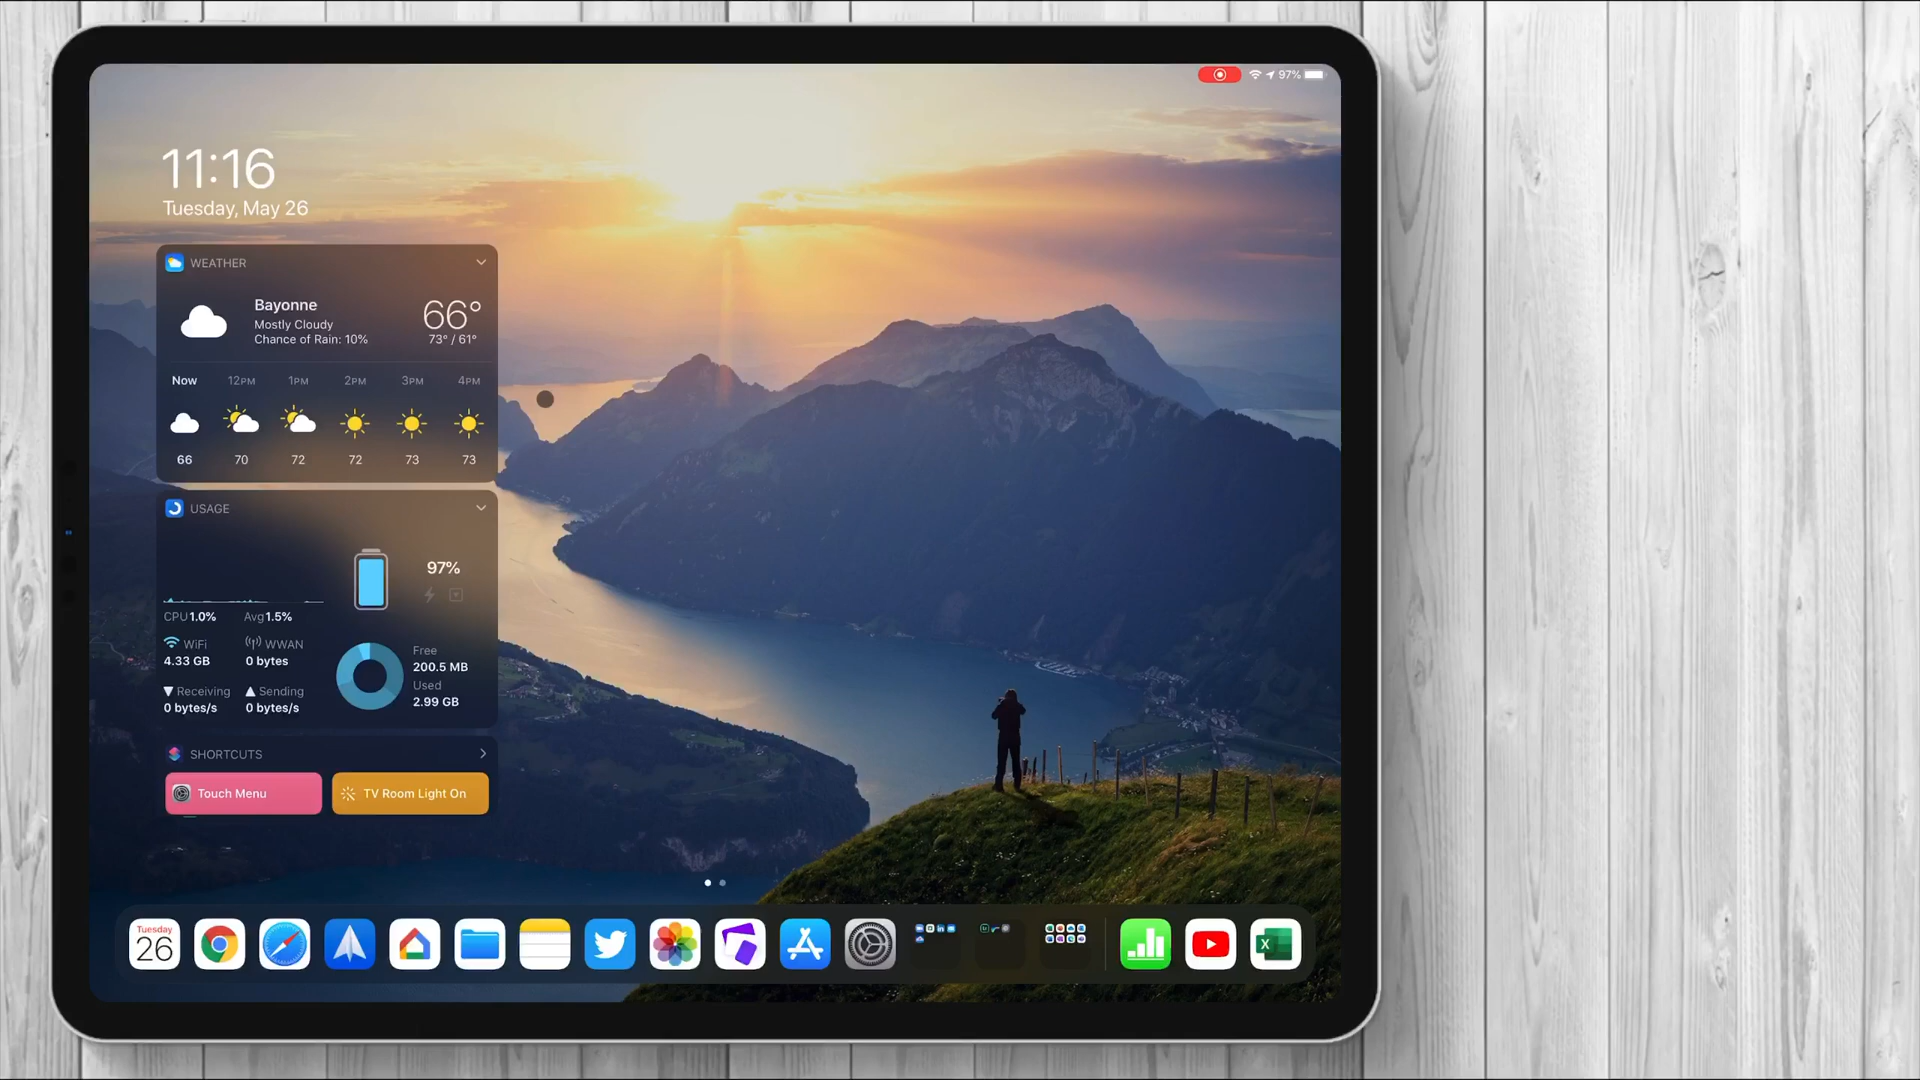 97%
11:16
Tuesday, May 26
WEATHER
Bayonne
Mostly Cloudy
Chance of Rain: 10%
66°
73° / 61°
Now 12PM 1PM 2PM 3PM 4PM
66 70 72 72 73 73
USAGE
97%
CPU 1.0% Avg 1.5%
WiFi WWAN
4.33 GB 0 bytes
Receiving Sending
0 bytes/s 0 bytes/s
Free
200.5 MB
Used
2.99 GB
SHORTCUTS
Touch Menu TV Room Light On
Tuesday
26